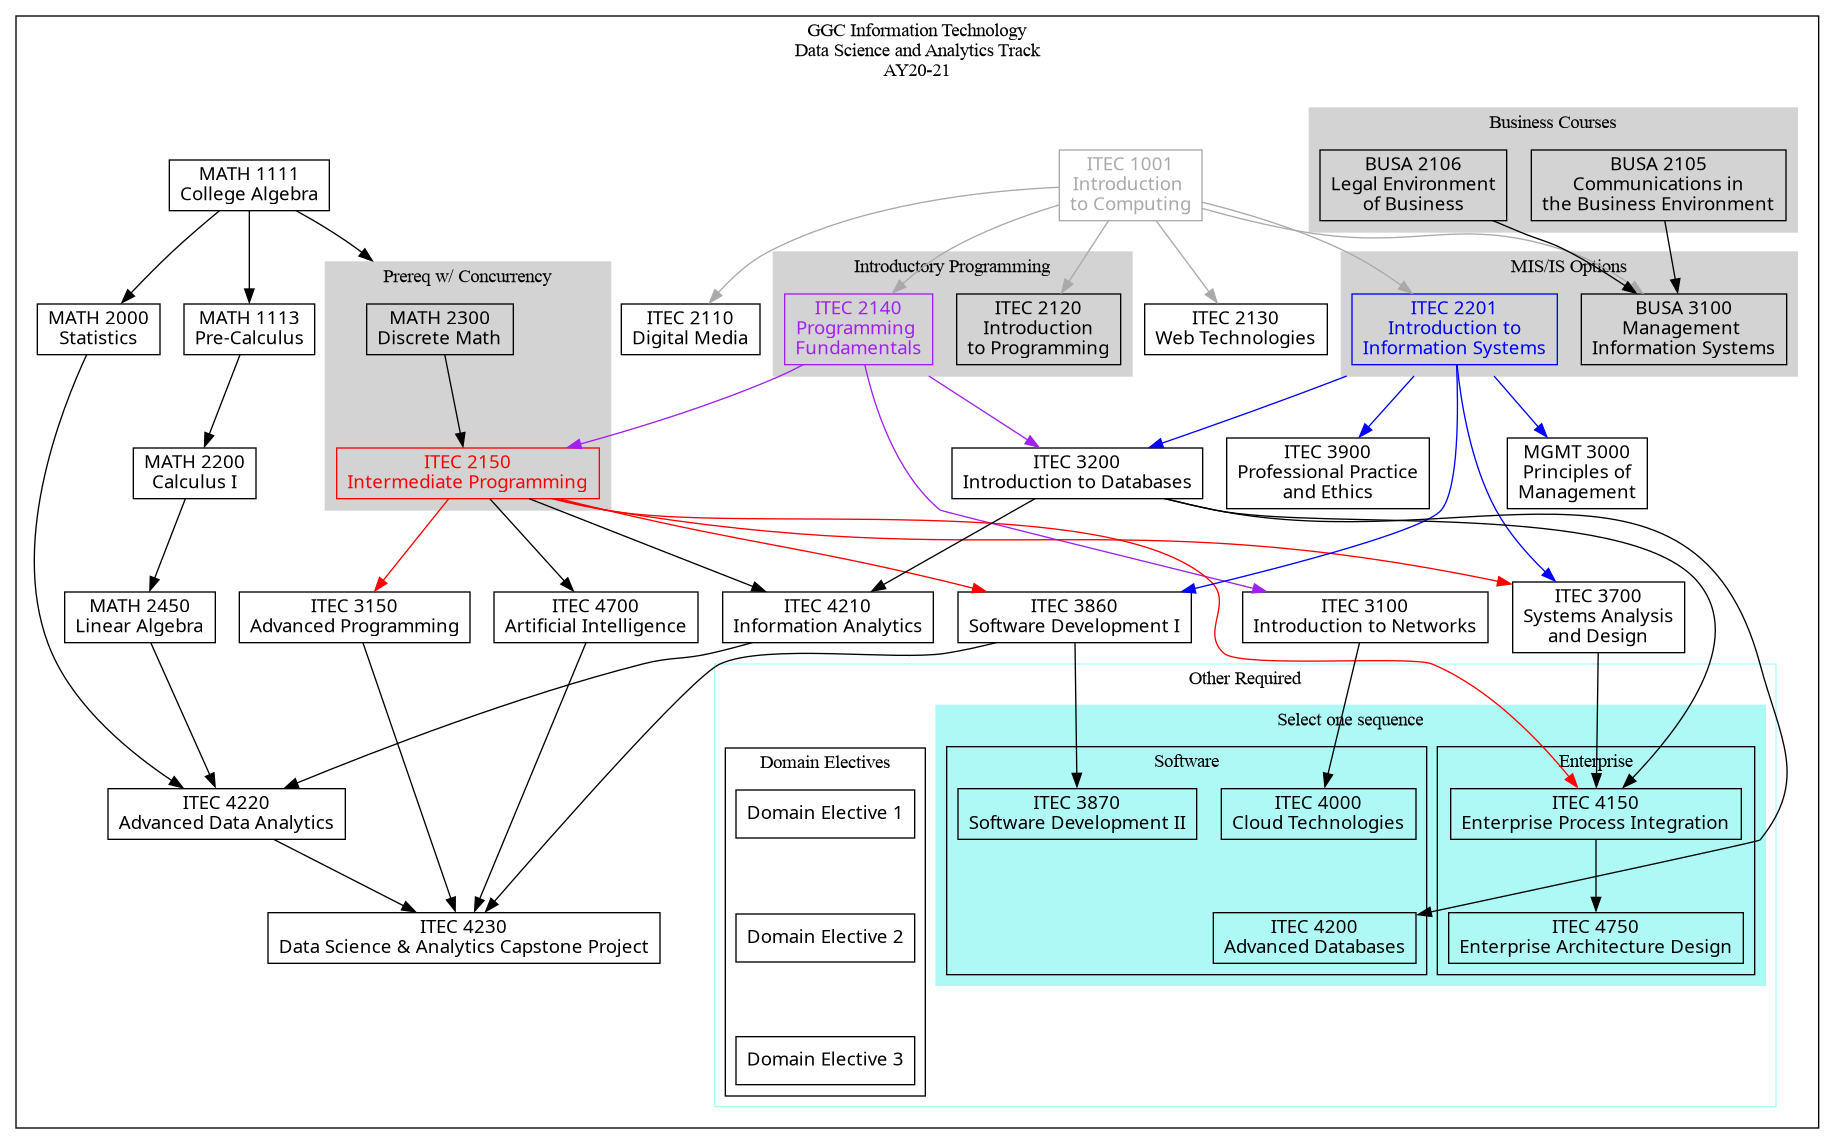 GGC Information Technology
Data Science and Analytics Track
AY20-21
Business Courses
MATH 1111
College Algebra
ITEC 1001
Introduction
to Computing
BUSA 2106
Legal Environment
of Business
BUSA 2105
Communications in
the Business Environment
Prereq w/ Concurrency
Introductory Programming
MIS/IS Options
MATH 2000
Statistics
MATH 1113
Pre-Calculus
MATH 2300
Discrete Math
ITEC 2110
Digital Media
ITEC 2140
Programming
Fundamentals
ITEC 2120
Introduction
to Programming
ITEC 2130
Web Technologies
ITEC 2201
Introduction to
Information Systems
BUSA 3100
Management
Information Systems
MATH 2200
Calculus I
ITEC 2150
Intermediate Programming
ITEC 3200
Introduction to Databases
ITEC 3900
Professional Practice
and Ethics
MGMT 3000
Principles of
Management
MATH 2450
Linear Algebra
ITEC 3150
Advanced Programming
ITEC 4700
Artificial Intelligence
ITEC 4210
Information Analytics
ITEC 3860
Software Development I
ITEC 3100
Introduction to Networks
ITEC 3700
Systems Analysis
and Design
Other Required
Select one sequence
Domain Electives
Software
Enterprise
ITEC 4220
Advanced Data Analytics
Domain Elective 1
ITEC 3870
Software Development II
ITEC 4000
Cloud Technologies
ITEC 4150
Enterprise Process Integration
ITEC 4230
Data Science & Analytics Capstone Project
Domain Elective 2
ITEC 4200
Advanced Databases
ITEC 4750
Enterprise Architecture Design
Domain Elective 3